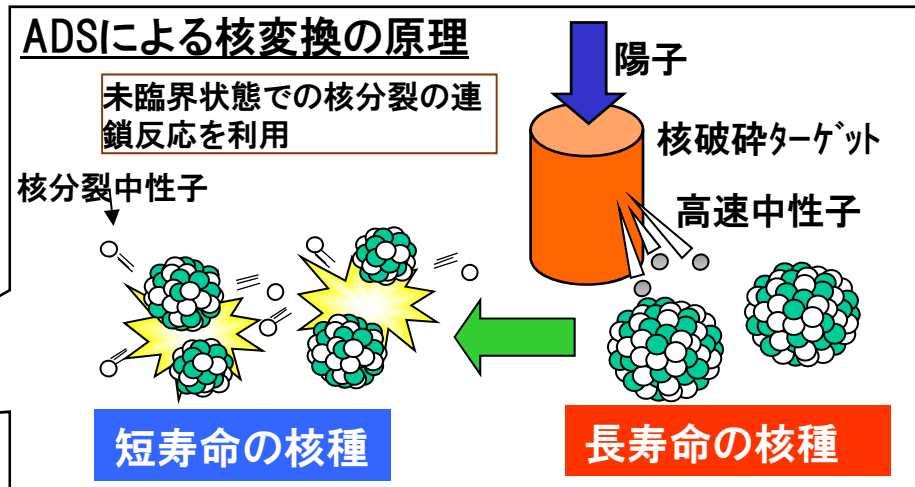 ADSによる核変換の原理
未臨界状態での核分裂の連
鎖反応を利用
陽子
核破砕ﾀｰｹﾞｯﾄ
核分裂中性子
高速中性子
短寿命の核種
長寿命の核種